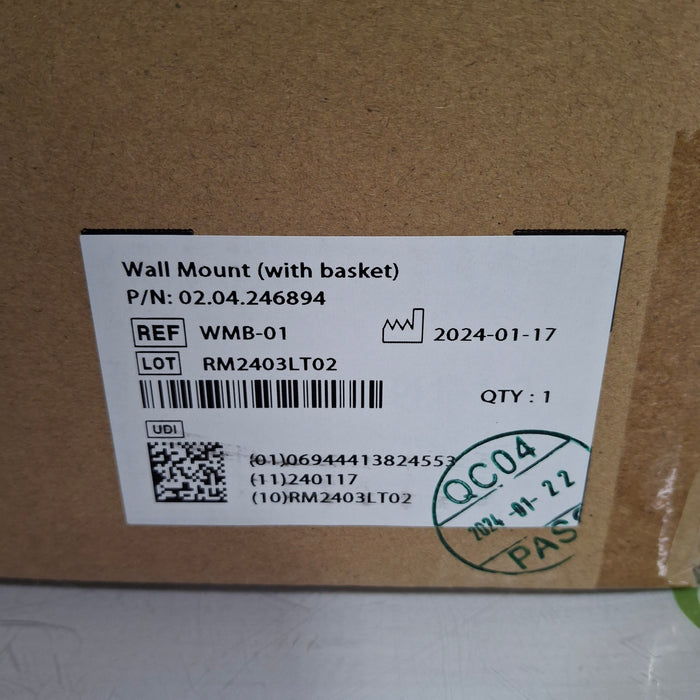 Wall Mount (with basket)
P/N: 02.04.246894
REF WMB-01 2024-01-17
LOT RM2403LT02
QTY : 1
UDI
(01)06944413824553
(11)240117
(10)RM2403LT02
QC04
2024-01-22
PASS